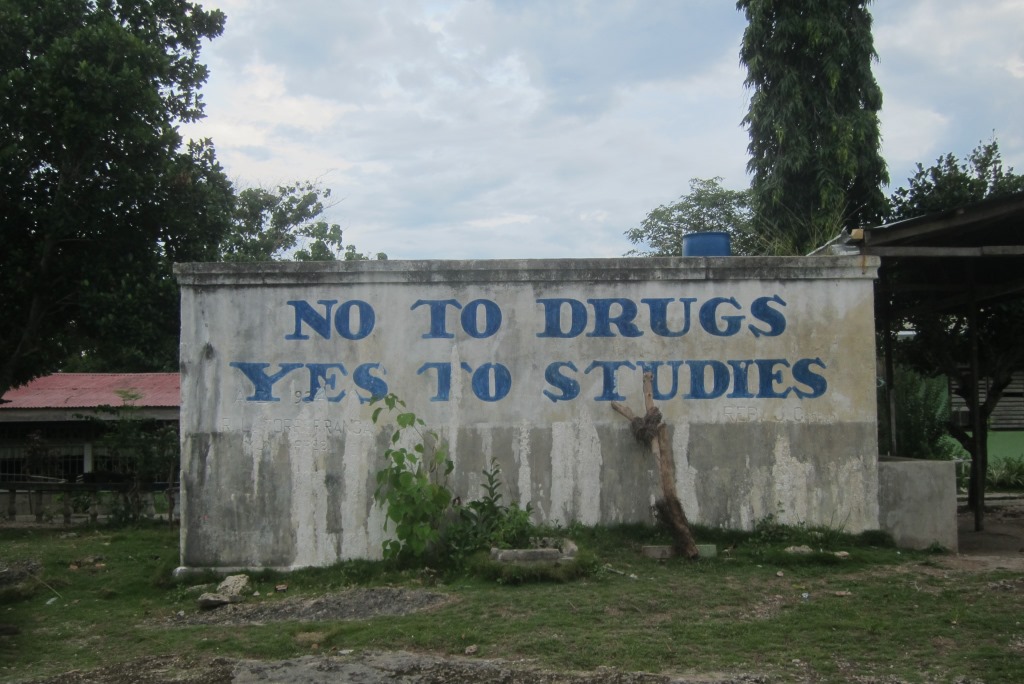 NO TO DRUGS
YES TO STUDIES